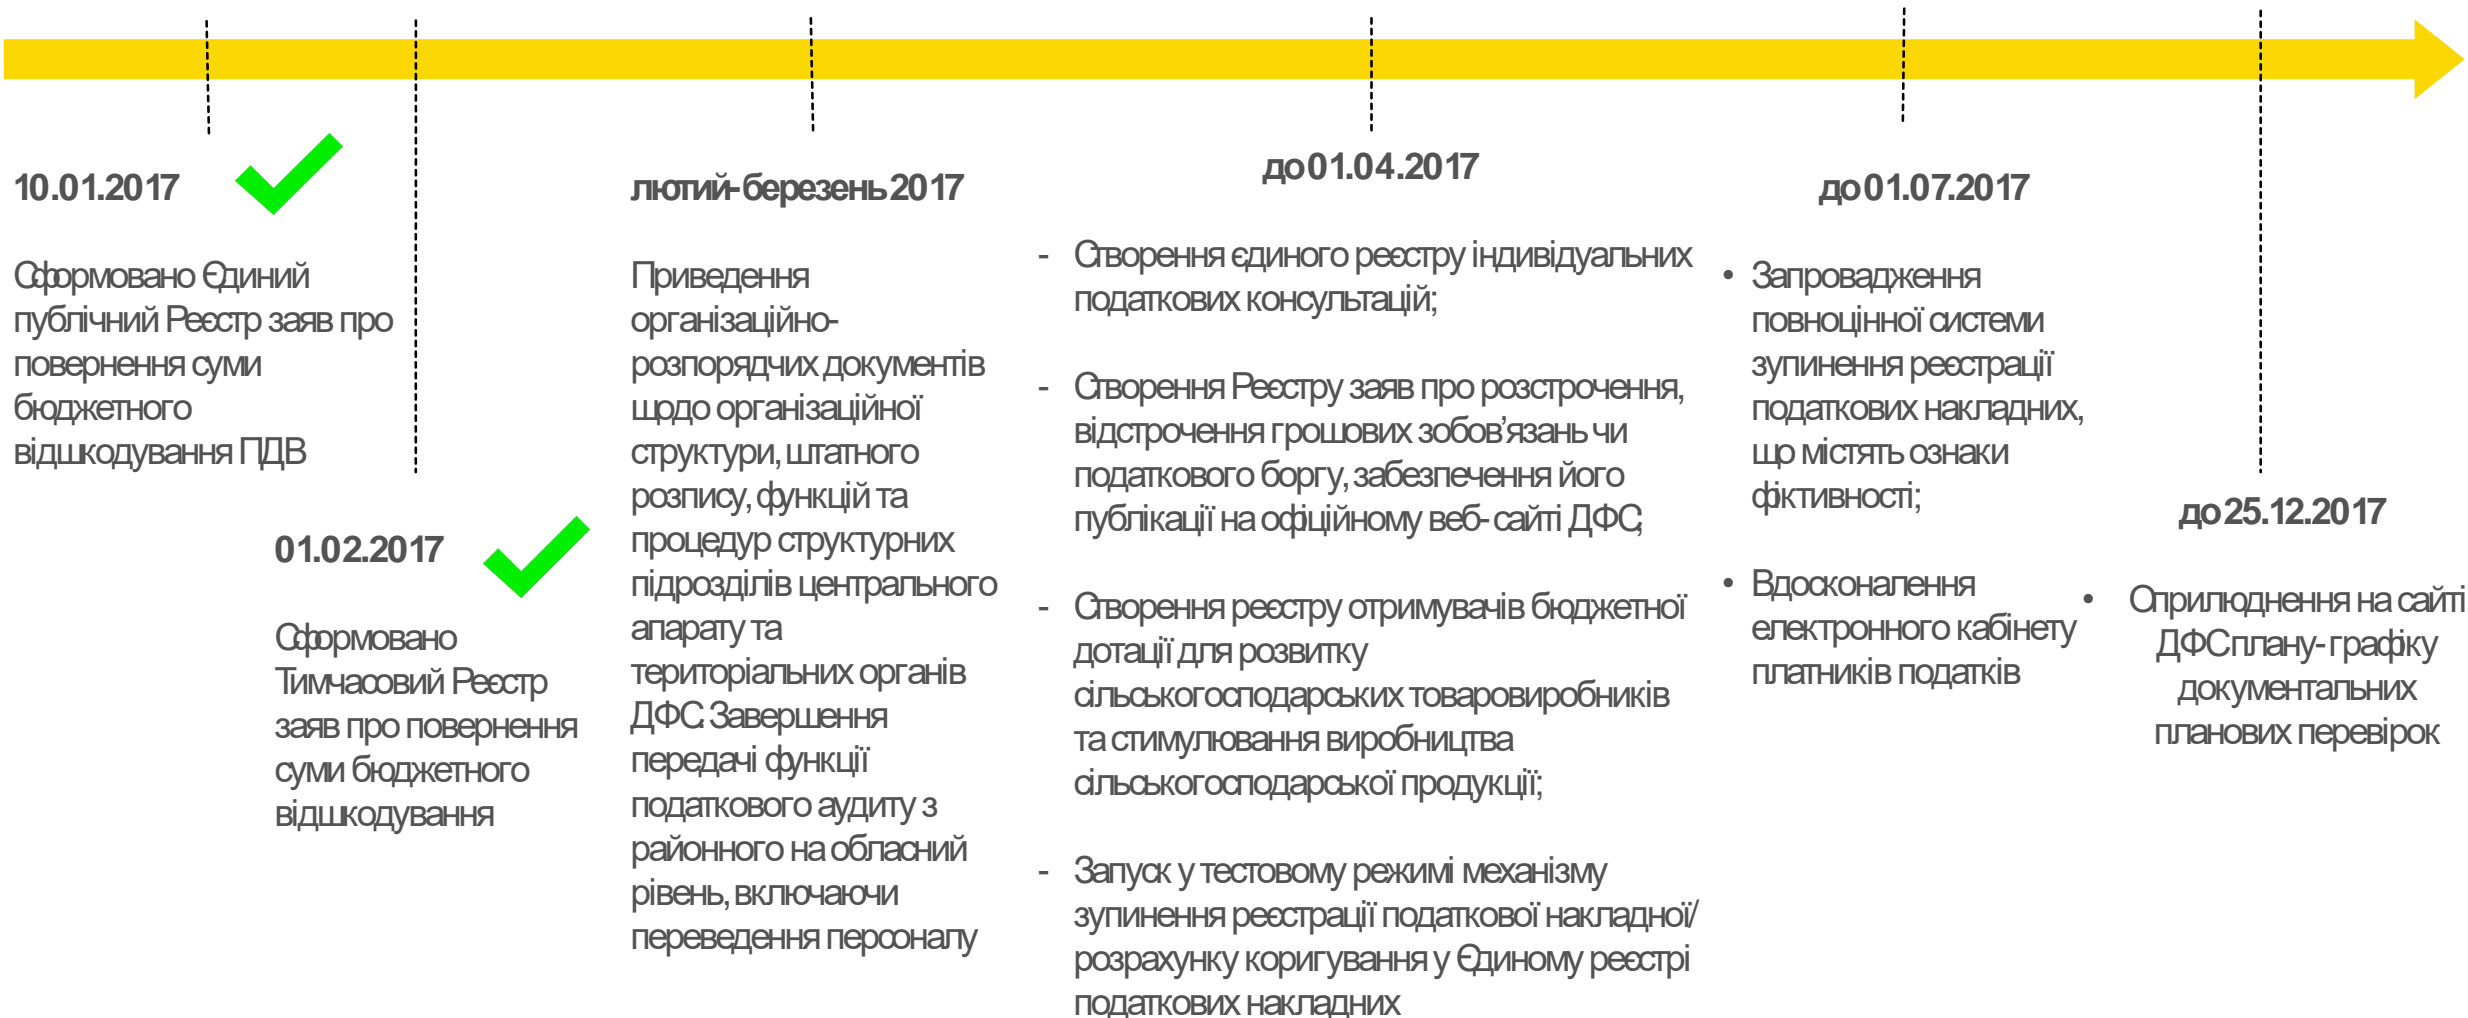 10.01.2017
Сформовано Єдиний
публічний Реєстр заяв про
повернення суми
бюджетного
відшкодування ПДВ
01.02.2017
Сформовано
Тимчасовий Реєстр
заяв про повернення
суми бюджетного
відшкодування
лютий-березень 2017
Приведення
організаційно-
розпорядчих документів
щодо організаційної
структури, штатного
розпису, функцій та
процедур структурних
підрозділів центрального
апарату та
територіальних органів
ДФС. Завершення
передачі функції
податкового аудиту з
районного на обласний
рівень, включаючи
переведення персоналу
до 01.04.2017
- Створення єдиного реєстру індивідуальних
податкових консультацій;
- Створення Реєстру заяв про розстрочення,
відстрочення грошових зобов’язань чи
податкового боргу, забезпечення його
публікації на офіційному веб-сайті ДФС;
- Створення реєстру отримувачів бюджетної
дотації для розвитку
сільськогосподарських товаровиробників
та стимулювання виробництва
сільськогосподарської продукції;
- Запуск у тестовому режимі механізму
зупинення реєстрації податкової накладної/
розрахунку коригування у Єдиному реєстрі
податкових накладних
до 01.07.2017
• Запровадження
повноцінної системи
зупинення реєстрації
податкових накладних,
що містять ознаки
фіктивності;
• Вдосконалення
електронного кабінету
платників податків
до 25.12.2017
• Оприлюднення на сайті
ДФС плану-графіку
документальних
планових перевірок